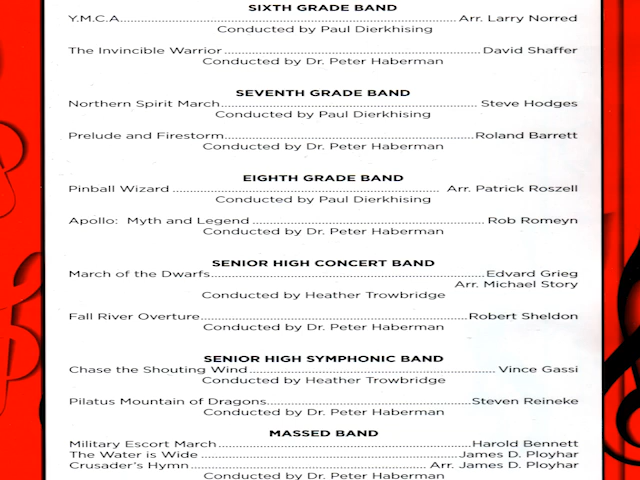 SIXTH GRADE BAND
Y.M.C.A. Arr. Larry Norred
Conducted by Paul Dierkhising
The Invincible Warrior David Shaffer
Conducted by Dr. Peter Haberman
SEVENTH GRADE BAND
Northern Spirit March Steve Hodges
Conducted by Paul Dierkhising
Prelude and Firestorm Roland Barrett
Conducted by Dr. Peter Haberman
EIGHTH GRADE BAND
Pinball Wizard Arr. Patrick Roszell
Conducted by Paul Dierkhising
Apollo: Myth and Legend Rob Romeyn
Conducted by Dr. Peter Haberman
SENIOR HIGH CONCERT BAND
March of the Dwarfs Edvard Grieg
Arr. Michael Story
Conducted by Heather Trowbridge
Fall River Overture Robert Sheldon
Conducted by Dr. Peter Haberman
SENIOR HIGH SYMPHONIC BAND
Chase the Shouting Wind Vince Gassi
Conducted by Heather Trowbridge
Pilatus Mountain of Dragons Steven Reineke
Conducted by Dr. Peter Haberman
MASSED BAND
Military Escort March Harold Bennett
The Water is Wide James D. Ployhar
Crusader's Hymn Arr. James D. Ployhar
Conducted by Dr. Peter Haberman